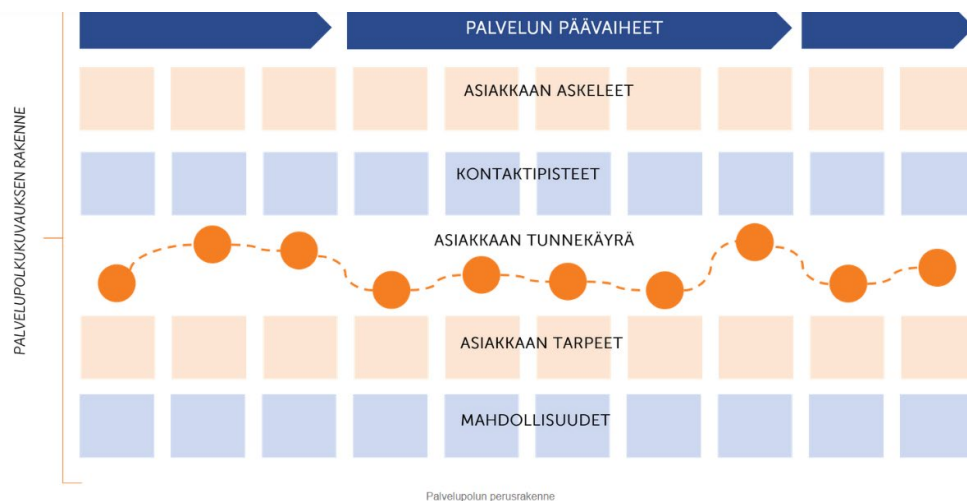 PALVELUN PÄÄVAIHEET
ASIAKKAAN ASKELEET
KONTAKTIPISTEET
ASIAKKAAN TUNNEKÄYRÄ
ASIAKKAAN TARPEET
MAHDOLLISUUDET
PALVELUPOLKUKUVAUKSEN RAKENNE
Palvelupolun perusrakenne